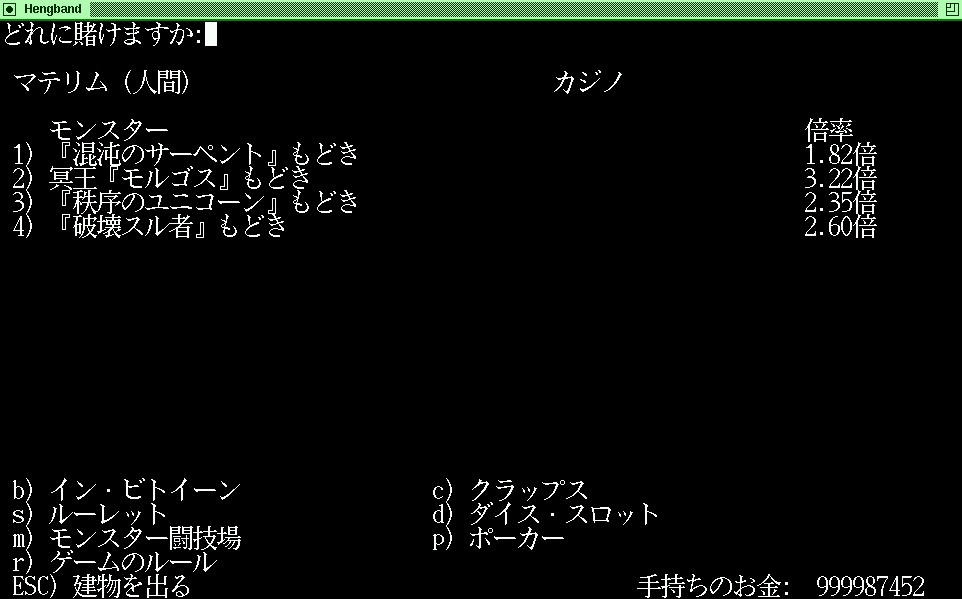 Hengband
どれに賭けますか:
マテリム (人間) カジノ
モンスター 倍率
1) 『混沌のサーペント』もどき 1.82倍
2) 冥王『モルゴス』もどき 3.22倍
3) 『秩序のユニコーン』もどき 2.35倍
4) 『破壊スル者』もどき 2.60倍
b) イン・ビトイーン c) クラップス
s) ルーレット d) ダイス・スロット
m) モンスター闘技場 p) ポーカー
r) ゲームのルール
ESC) 建物を出る 手持ちのお金: 999987452